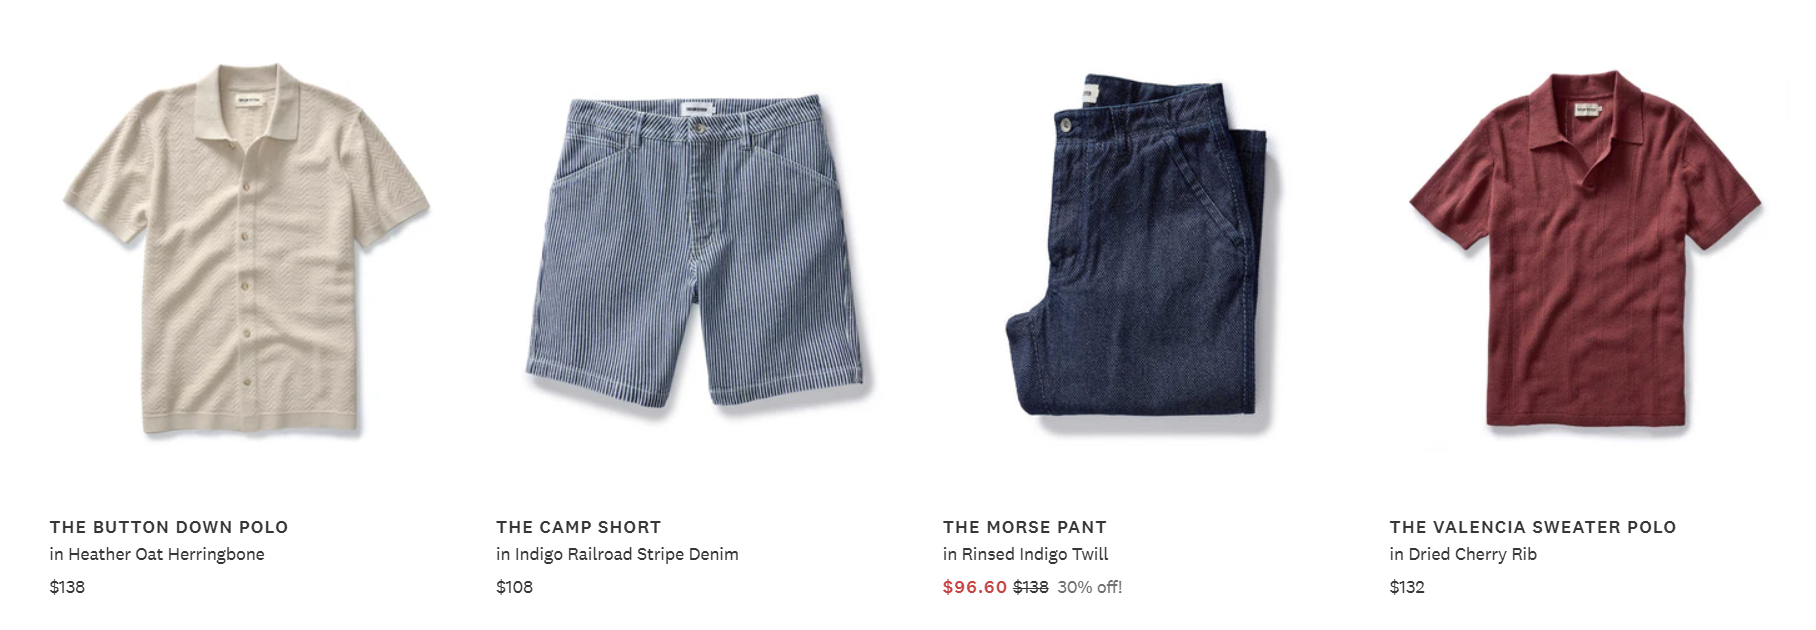 THE BUTTON DOWN POLO
in Heather Oat Herringbone
$138
THE CAMP SHORT
in Indigo Railroad Stripe Denim
$108
THE MORSE PANT
in Rinsed Indigo Twill
$96.60 $138 30% off!
THE VALENCIA SWEATER POLO
in Dried Cherry Rib
$132